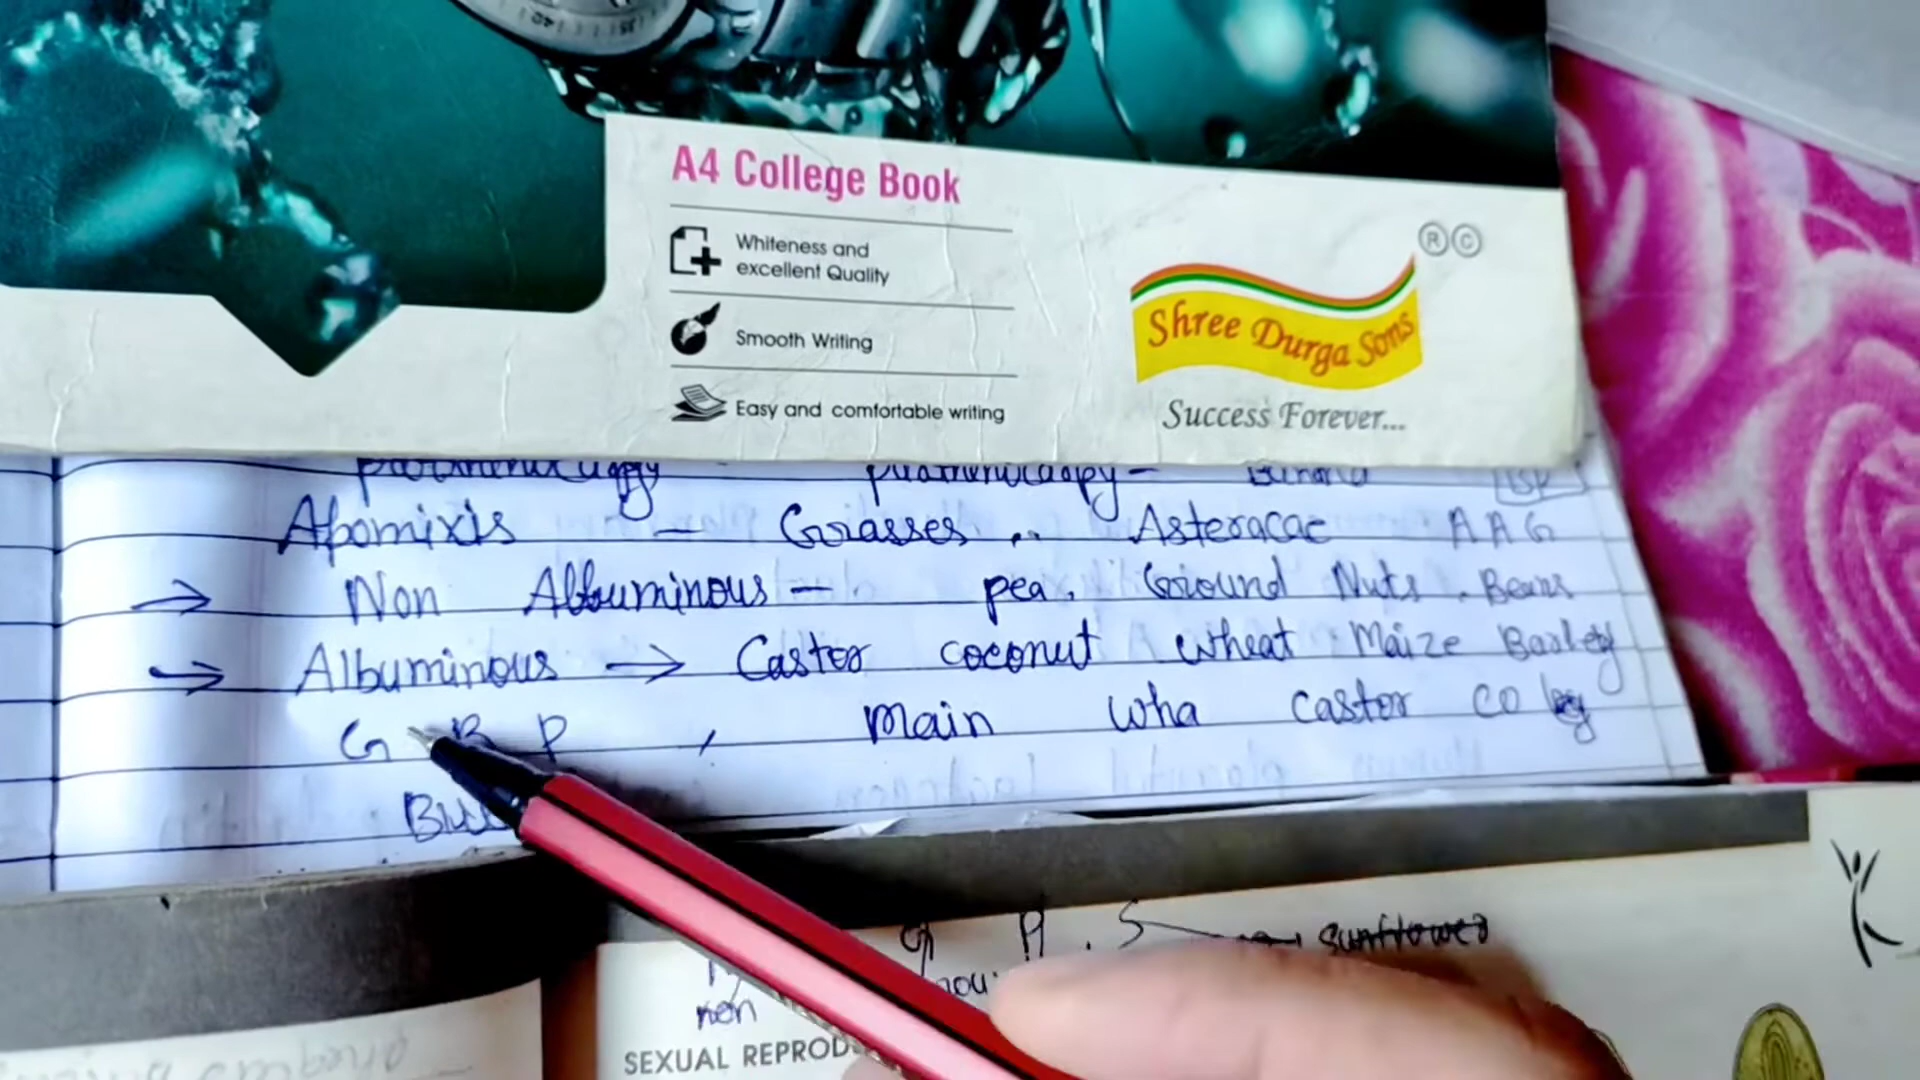 A4 College Book
Whiteness and
excellent Quality
Smooth Writing
Easy and comfortable writing
R C
Shree Durga Sons
Success Forever...
Apomixis - Grasses .. Asteracae A A G
→ Non Albuminous - pea, Ground Nuts. Beans
→ Albuminous → Castor coconut wheat Maize Barley
G B P , Main wha castor co
sunflower
non
SEXUAL REPROD